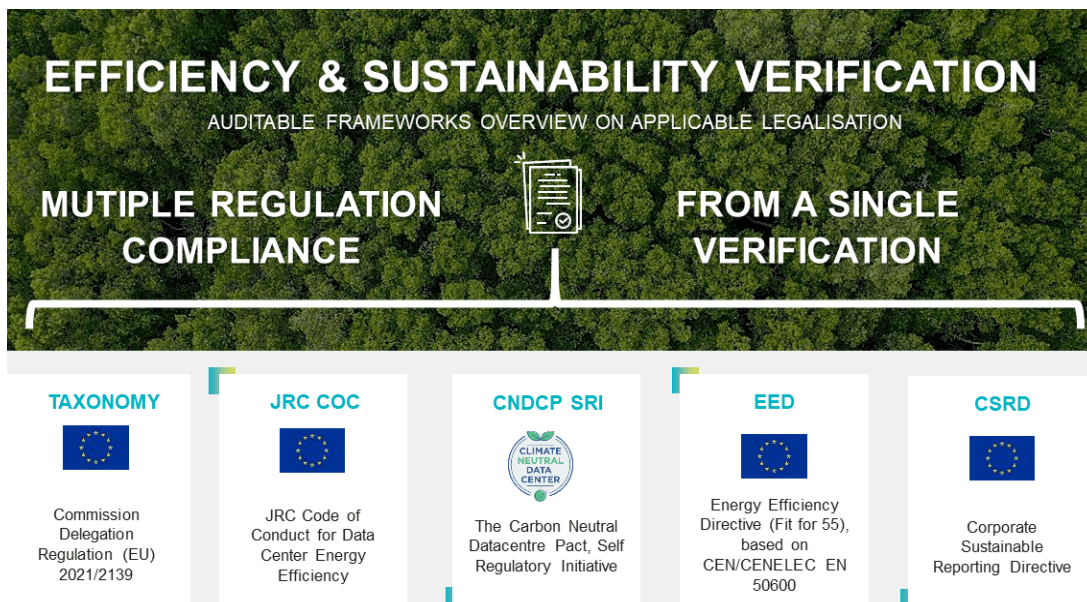 EFFICIENCY & SUSTAINABILITY VERIFICATION
AUDITABLE FRAMEWORKS OVERVIEW ON APPLICABLE LEGALISATION
MUTIPLE REGULATION
COMPLIANCE
FROM A SINGLE
VERIFICATION
TAXONOMY
Commission
Delegation
Regulation (EU)
2021/2139
JRC COC
JRC Code of
Conduct for Data
Center Energy
Efficiency
CNDCP SRI
CLIMATE
NEUTRAL
DATA
CENTER
The Carbon Neutral
Datacentre Pact, Self
Regulatory Initiative
EED
Energy Efficiency
Directive (Fit for 55),
based on
CEN/CENELEC EN
50600
CSRD
Corporate
Sustainable
Reporting Directive